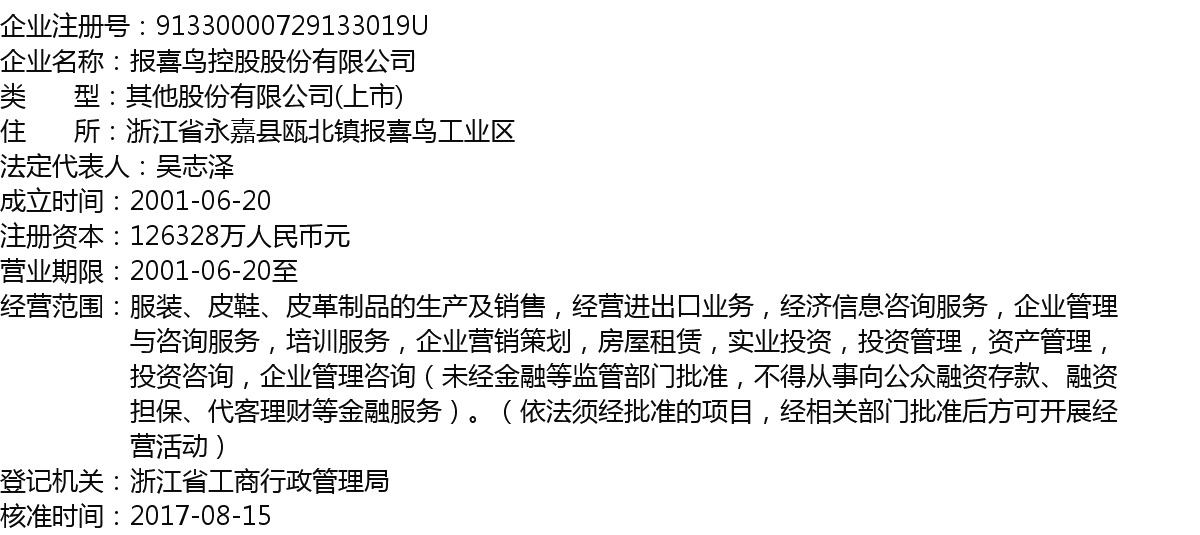 企业注册号：91330000729133019U
企业名称：报喜鸟控股股份有限公司
类　　型：其他股份有限公司(上市)
住　　所：浙江省永嘉县瓯北镇报喜鸟工业区
法定代表人：吴志泽
成立时间：2001-06-20
注册资本：126328万人民币元
营业期限：2001-06-20至
经营范围：服装、皮鞋、皮革制品的生产及销售，经营进出口业务，经济信息咨询服务，企业管理
与咨询服务，培训服务，企业营销策划，房屋租赁，实业投资，投资管理，资产管理，
投资咨询，企业管理咨询（未经金融等监管部门批准，不得从事向公众融资存款、融资
担保、代客理财等金融服务）。（依法须经批准的项目，经相关部门批准后方可开展经
营活动）
登记机关：浙江省工商行政管理局
核准时间：2017-08-15